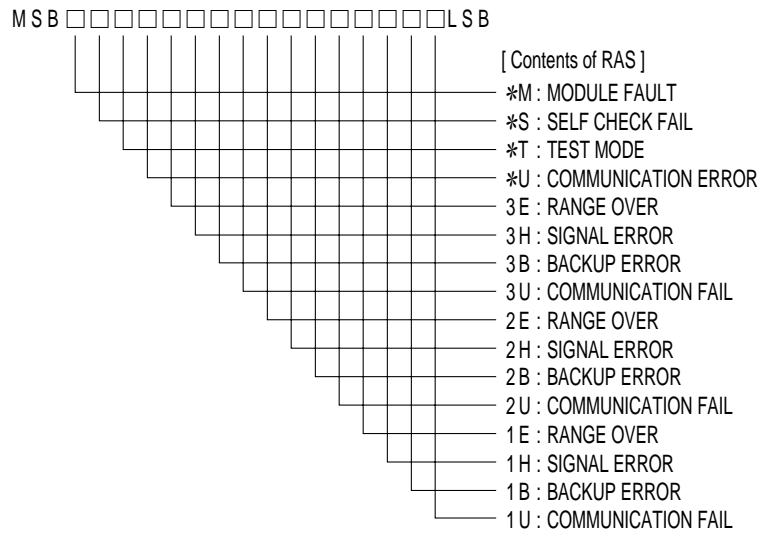 MSB □□□□□□□□□□□□□□□□ LSB
[ Contents of RAS ]
*M : MODULE FAULT
*S : SELF CHECK FAIL
*T : TEST MODE
*U : COMMUNICATION ERROR
3E : RANGE OVER
3H : SIGNAL ERROR
3B : BACKUP ERROR
3U : COMMUNICATION FAIL
2E : RANGE OVER
2H : SIGNAL ERROR
2B : BACKUP ERROR
2U : COMMUNICATION FAIL
1E : RANGE OVER
1H : SIGNAL ERROR
1B : BACKUP ERROR
1U : COMMUNICATION FAIL